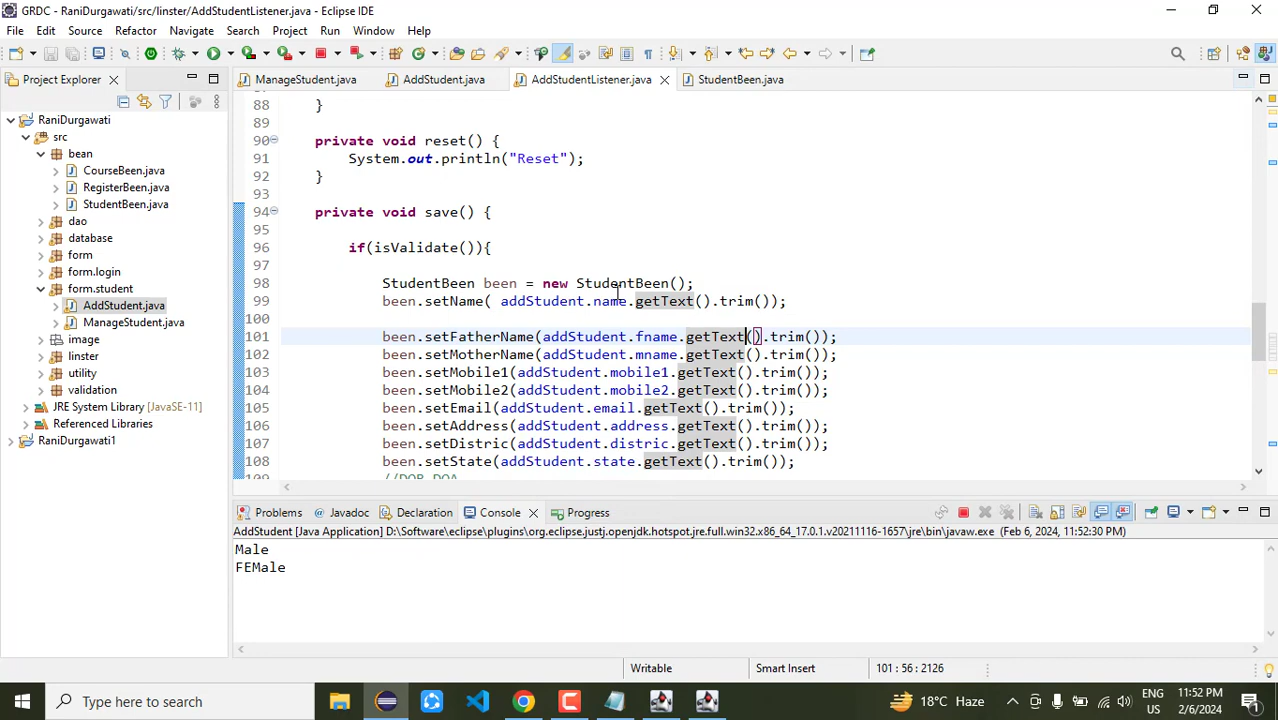 GRDC - RaniDurgawati/src/linster/AddStudentListener.java - Eclipse IDE
File Edit Source Refactor Navigate Search Project Run Window Help
Project Explorer
ManageStudent.java AddStudent.java AddStudentListener.java StudentBeen.java
RaniDurgawati
src
bean
CourseBeen.java
RegisterBeen.java
StudentBeen.java
dao
database
form
form.login
form.student
AddStudent.java
ManageStudent.java
image
linster
utility
validation
JRE System Library [JavaSE-11]
Referenced Libraries
RaniDurgawati1
88 }
89
90 private void reset() {
91 System.out.println("Reset");
92 }
93
94 private void save() {
95
96 if(isValidate()){
97
98 StudentBeen been = new StudentBeen();
99 been.setName( addStudent.name.getText().trim());
100
101 been.setFatherName(addStudent.fname.getText().trim());
102 been.setMotherName(addStudent.mname.getText().trim());
103 been.setMobile1(addStudent.mobile1.getText().trim());
104 been.setMobile2(addStudent.mobile2.getText().trim());
105 been.setEmail(addStudent.email.getText().trim());
106 been.setAddress(addStudent.address.getText().trim());
107 been.setDistric(addStudent.distric.getText().trim());
108 been.setState(addStudent.state.getText().trim());
109 //DOB DOA
Problems Javadoc Declaration Console Progress
AddStudent [Java Application] D:\Software\eclipse\plugins\org.eclipse.justj.openjdk.hotspot.jre.full.win32.x86_64_17.0.1.v20211116-1657\jre\bin\javaw.exe (Feb 6, 2024, 11:52:30 PM)
Male
FEMale
Writable Smart Insert 101 : 56 : 2126
Type here to search
18°C Haze
ENG
US
11:52 PM
2/6/2024
1